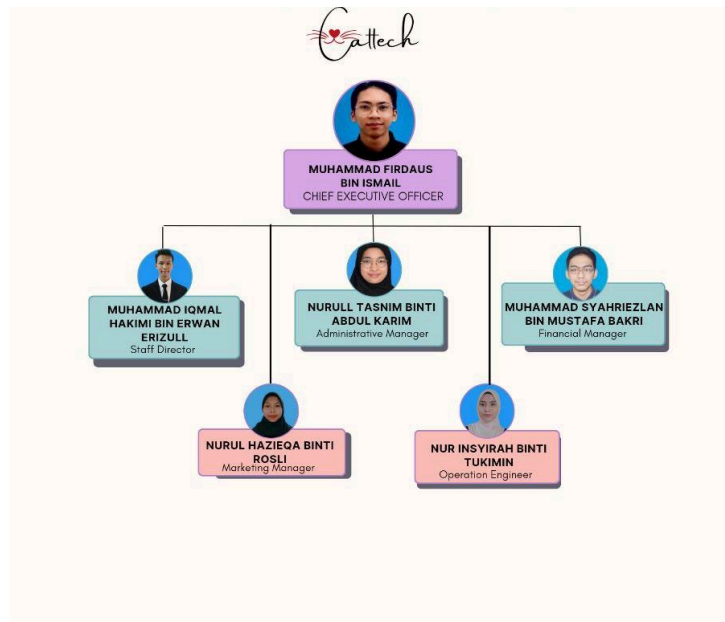 Cattech
MUHAMMAD FIRDAUS
BIN ISMAIL
CHIEF EXECUTIVE OFFICER
MUHAMMAD IQMAL
HAKIMI BIN ERWAN
ERIZULL
Staff Director
NURULL TASNIM BINTI
ABDUL KARIM
Administrative Manager
MUHAMMAD SYAHRIEZLAN
BIN MUSTAFA BAKRI
Financial Manager
NURUL HAZIEQA BINTI
ROSLI
Marketing Manager
NUR INSYIRAH BINTI
TUKIMIN
Operation Engineer